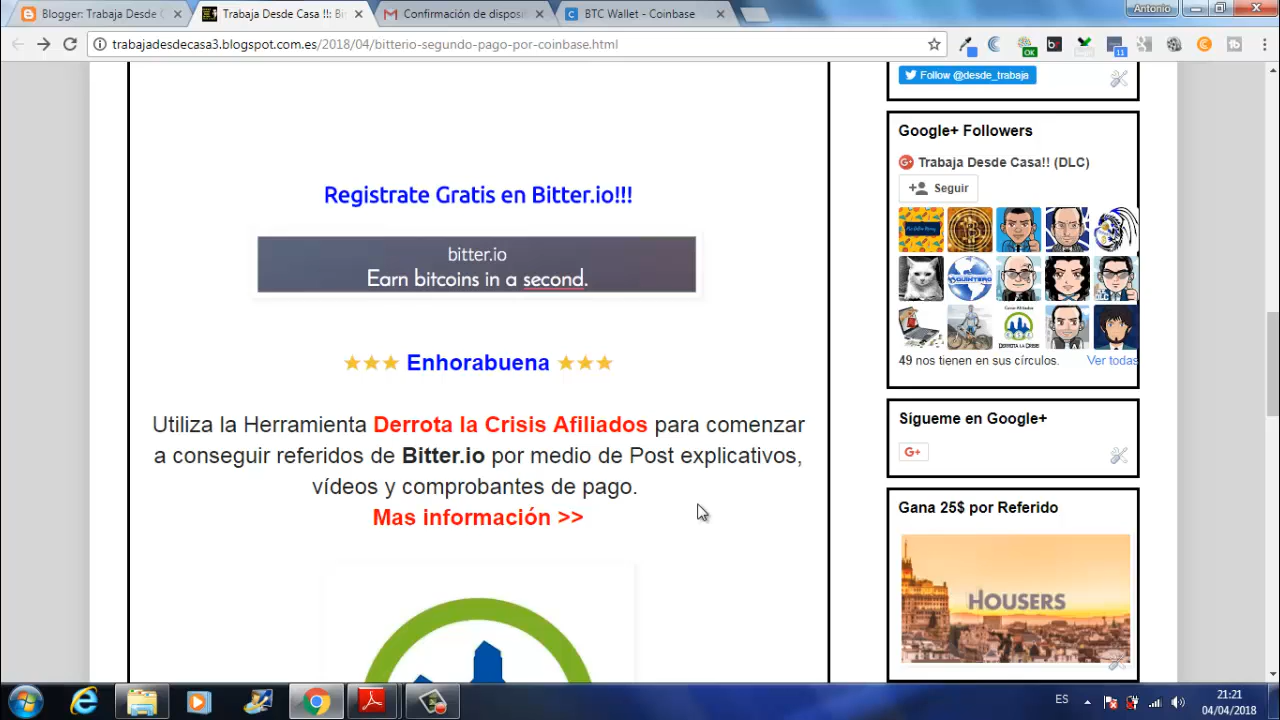 Blogger: Trabaja Desde C
Trabaja Desde Casa !!: Bi
Confirmación de dispos
BTC Wallet - Coinbase
Antonio
trabajadesdecasa3.blogspot.com.es/2018/04/bitterio-segundo-pago-por-coinbase.html
OK
11
Follow @desde_trabaja
Google+ Followers
Trabaja Desde Casa!! (DLC)
Seguir
49 nos tienen en sus círculos.
Ver todas
Registrate Gratis en Bitter.io!!!
bitter.io
Earn bitcoins in a second.
Enhorabuena
Utiliza la Herramienta Derrota la Crisis Afiliados para comenzar
a conseguir referidos de Bitter.io por medio de Post explicativos,
vídeos y comprobantes de pago.
Mas información >>
Sígueme en Google+
G+
Gana 25$ por Referido
HOUSERS
ES
21:21
04/04/2018